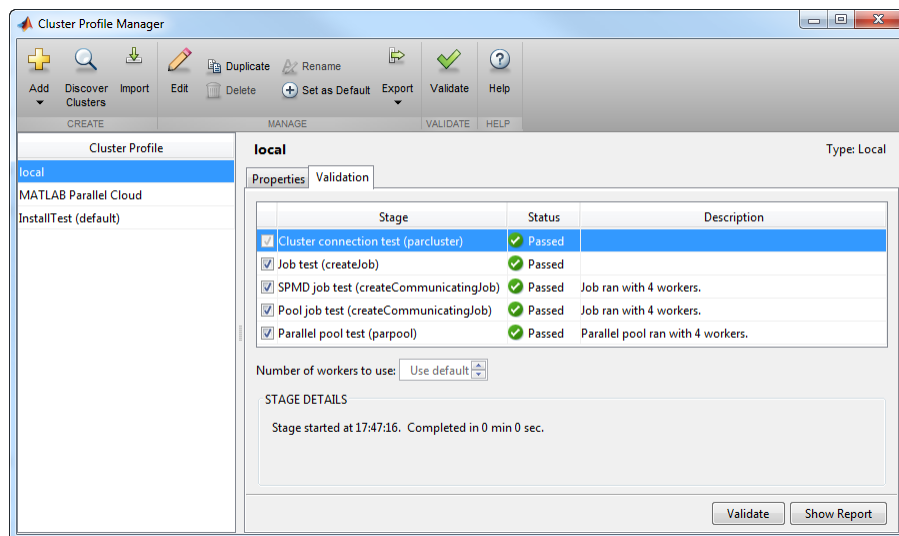 Cluster Profile Manager
Add
Discover Clusters
Import
Edit
Duplicate
Delete
Rename
Set as Default
Export
Validate
Help
CREATE
MANAGE
VALIDATE
HELP
Cluster Profile
local
MATLAB Parallel Cloud
InstallTest (default)
local
Type: Local
Properties
Validation
Stage Status Description
Cluster connection test (parcluster) Passed
Job test (createJob) Passed
SPMD job test (createCommunicatingJob) Passed Job ran with 4 workers.
Pool job test (createCommunicatingJob) Passed Job ran with 4 workers.
Parallel pool test (parpool) Passed Parallel pool ran with 4 workers.
Number of workers to use: Use default
STAGE DETAILS
Stage started at 17:47:16. Completed in 0 min 0 sec.
Validate
Show Report